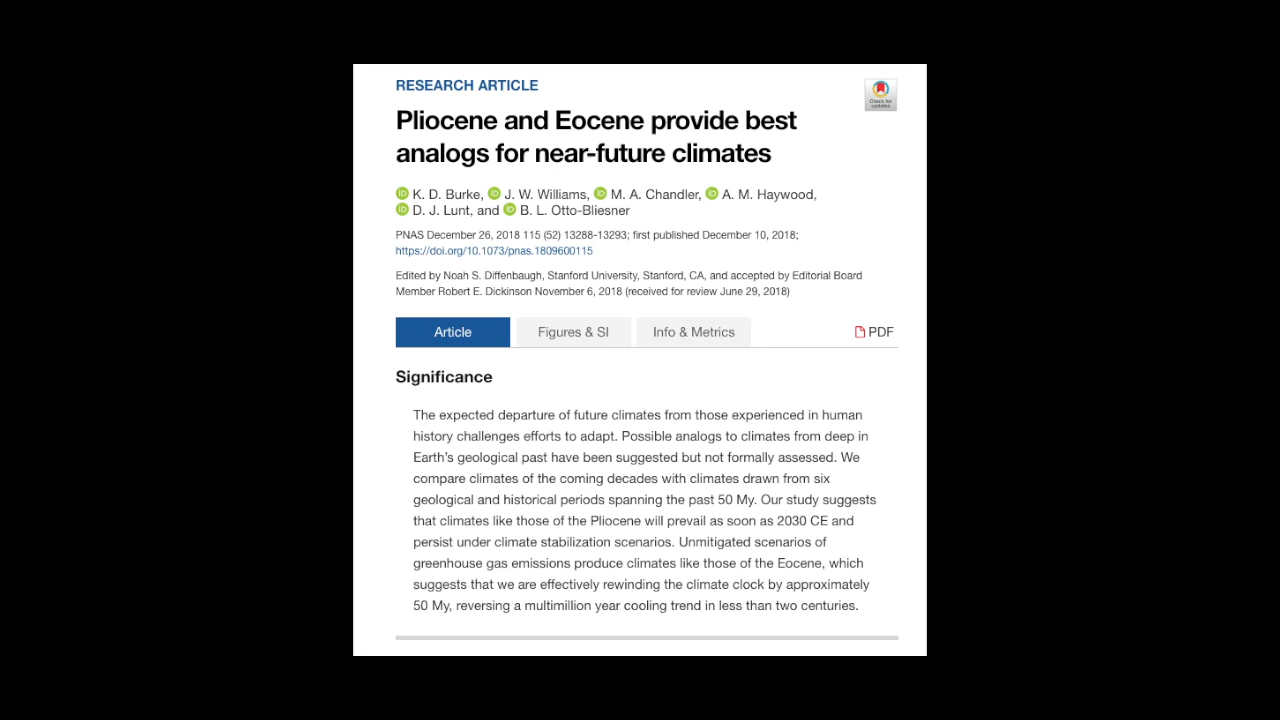 RESEARCH ARTICLE
Check for
updates
Pliocene and Eocene provide best
analogs for near-future climates
iD K. D. Burke, iD J. W. Williams, iD M. A. Chandler, iD A. M. Haywood,
iD D. J. Lunt, and iD B. L. Otto-Bliesner
PNAS December 26, 2018 115 (52) 13288-13293; first published December 10, 2018;
https://doi.org/10.1073/pnas.1809600115
Edited by Noah S. Diffenbaugh, Stanford University, Stanford, CA, and accepted by Editorial Board
Member Robert E. Dickinson November 6, 2018 (received for review June 29, 2018)
Article Figures & SI Info & Metrics PDF
Significance
The expected departure of future climates from those experienced in human
history challenges efforts to adapt. Possible analogs to climates from deep in
Earth's geological past have been suggested but not formally assessed. We
compare climates of the coming decades with climates drawn from six
geological and historical periods spanning the past 50 My. Our study suggests
that climates like those of the Pliocene will prevail as soon as 2030 CE and
persist under climate stabilization scenarios. Unmitigated scenarios of
greenhouse gas emissions produce climates like those of the Eocene, which
suggests that we are effectively rewinding the climate clock by approximately
50 My, reversing a multimillion year cooling trend in less than two centuries.